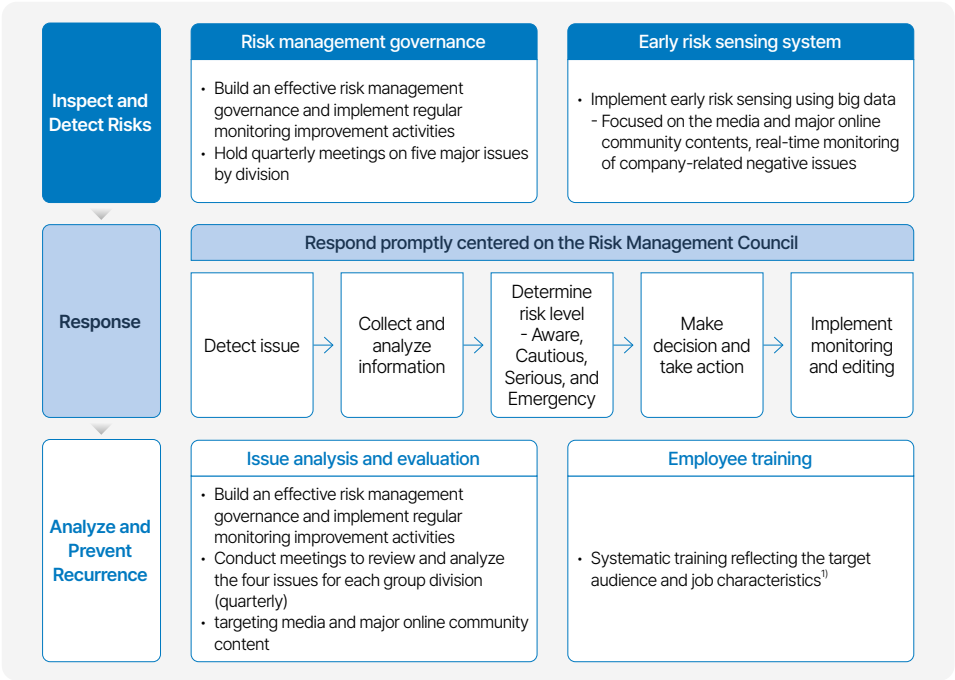 Inspect and
Detect Risks
Risk management governance
• Build an effective risk management
governance and implement regular
monitoring improvement activities
• Hold quarterly meetings on five major issues
by division
Early risk sensing system
• Implement early risk sensing using big data
- Focused on the media and major online
community contents, real-time monitoring
of company-related negative issues
Response
Respond promptly centered on the Risk Management Council
Detect issue
Collect and
analyze
information
Determine
risk level
- Aware,
Cautious,
Serious, and
Emergency
Make
decision and
take action
Implement
monitoring
and editing
Analyze and
Prevent
Recurrence
Issue analysis and evaluation
• Build an effective risk management
governance and implement regular
monitoring improvement activities
• Conduct meetings to review and analyze
the four issues for each group division
(quarterly)
• targeting media and major online community
content
Employee training
• Systematic training reflecting the target
audience and job characteristics1)